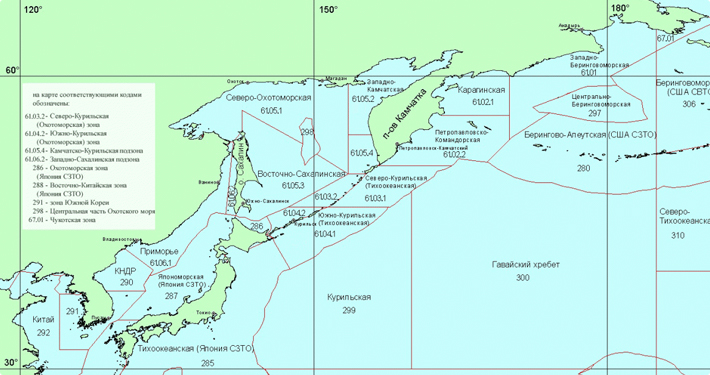 120°
150°
180°
60°
30°
на карте соответствующими кодами
обозначены:
61.03.2- Северо-Курильская
(Охотоморская) зона
61.04.2- Южно-Курильская
(Охотоморская) зона
61.05.4- Камчатско-Курильская подзона
61.06.2- Западно-Сахалинская подзона
286 - Охотоморская зона
(Япония СЗТО)
288 - Восточно-Китайская зона
(Япония СЗТО)
291 - зона Южной Кореи
298 - Центральная часть Охотского моря
67.01 - Чукотская зона
Анадырь
67.01
Западно-
Беринговоморская
61.01
Беринговомо
(США СВТО)
306
Охотск
Магадан
Западно-
Камчатская
61.05.2
Северо-Охотоморская
61.05.1
298
п-ов Камчатка
Карагинская
61.02.1
Центрально-
Беринговоморская
297
Петропавловско-
Командорская
61.02.2
Петропавловск-Камчатский
Берингово-Алеутская (США СЗТО)
280
61.05.4
о. Сахалин
61.06.2
Ванино
Восточно-Сахалинская
61.05.3
Южно-Сахалинск
Северо-Курильская
(Тихоокеанская)
61.03.1
61.03.2
61.04.2
Курильск
Южно-Курильская
(Тихоокеанская)
61.04.1
286
Северо-
Тихоокеанская
310
Владивосток
Приморье
61.06.1
КНДР
290
Япономорская
(Япония СЗТО)
287
Гавайский хребет
300
Курильская
299
291
Китай
292
Токио
Тихоокеанская (Япония СЗТО)
285